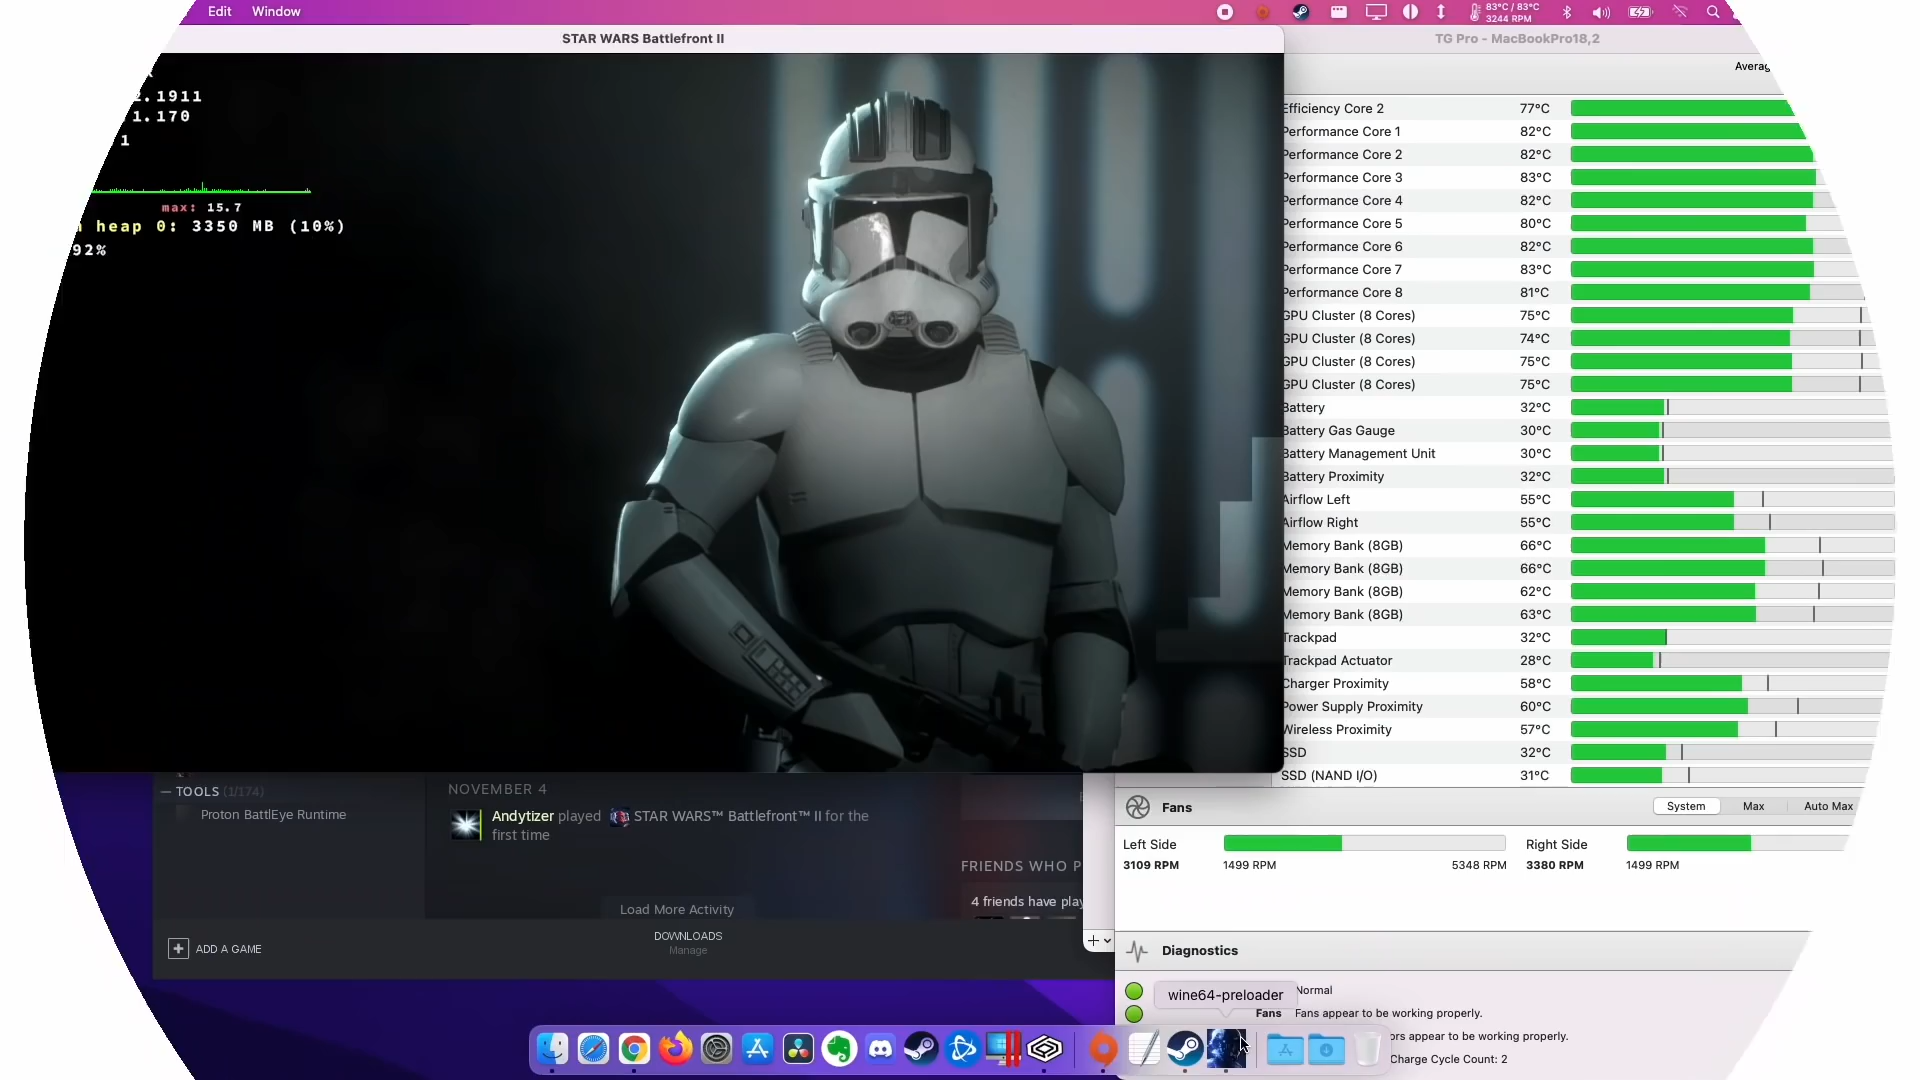 Edit Window
83°C / 83°C
3244 RPM
STAR WARS Battlefront II
TG Pro - MacBookPro18,2
2.1911
1.170
1
max: 15.7
heap 0: 3350 MB (10%)
92%
Efficiency Core 2 77°C
Performance Core 1 82°C
Performance Core 2 82°C
Performance Core 3 83°C
Performance Core 4 82°C
Performance Core 5 80°C
Performance Core 6 82°C
Performance Core 7 83°C
Performance Core 8 81°C
GPU Cluster (8 Cores) 75°C
GPU Cluster (8 Cores) 74°C
GPU Cluster (8 Cores) 75°C
GPU Cluster (8 Cores) 75°C
Battery 32°C
Battery Gas Gauge 30°C
Battery Management Unit 30°C
Battery Proximity 32°C
Airflow Left 55°C
Airflow Right 55°C
Memory Bank (8GB) 66°C
Memory Bank (8GB) 66°C
Memory Bank (8GB) 62°C
Memory Bank (8GB) 63°C
Trackpad 32°C
Trackpad Actuator 28°C
Charger Proximity 58°C
Power Supply Proximity 60°C
Wireless Proximity 57°C
SSD 32°C
SSD (NAND I/O) 31°C
Fans System Max Auto Max
Left Side
3109 RPM 1499 RPM 5348 RPM
Right Side
3380 RPM 1499 RPM
Diagnostics
Normal
Fans Fans appear to be working properly.
ors appear to be working properly.
Charge Cycle Count: 2
TOOLS (1/174)
Proton BattlEye Runtime
NOVEMBER 4
Andytizer played STAR WARS™ Battlefront™ II for the
first time
FRIENDS WHO P
4 friends have play
Load More Activity
ADD A GAME
DOWNLOADS
Manage
wine64-preloader